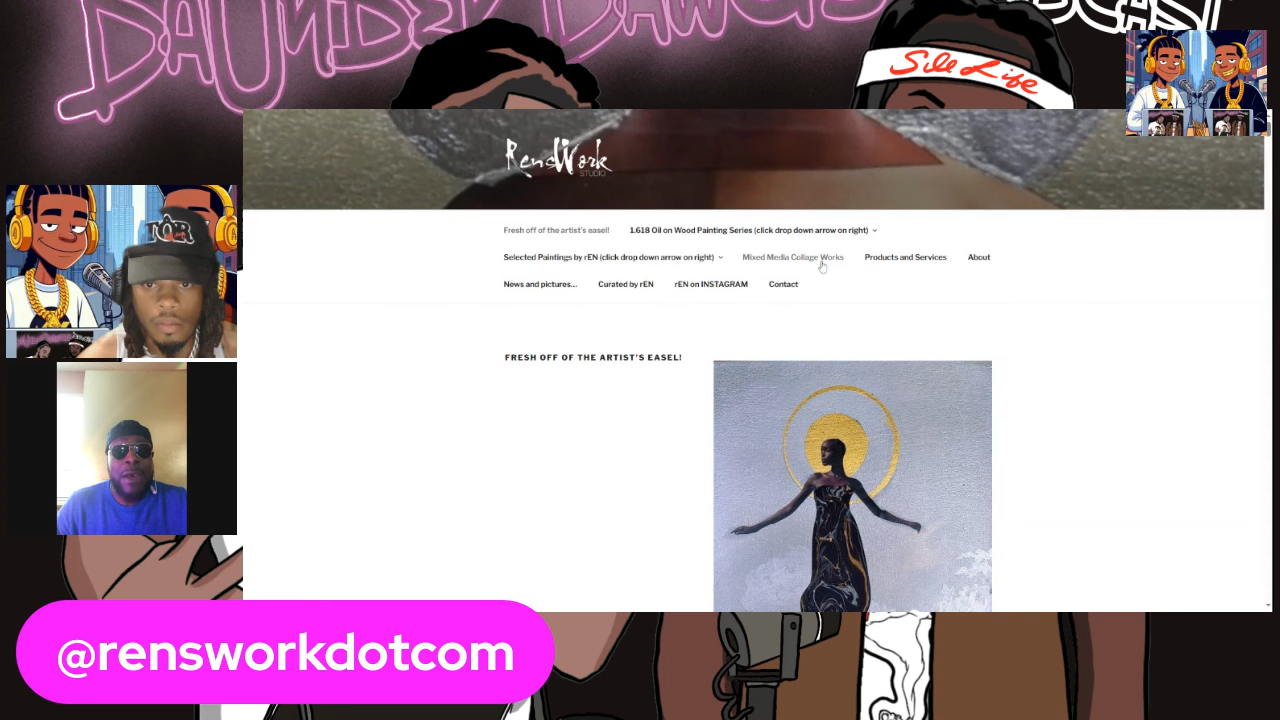 DAUNDER DAWGS
Sile Life
RensWork
STUDIO
Fresh off of the artist's easel! 1.618 Oil on Wood Painting Series (click drop down arrow on right)
Selected Paintings by rEN (click drop down arrow on right) Mixed Media Collage Works Products and Services About
News and pictures... Curated by rEN rEN on INSTAGRAM Contact
FRESH OFF OF THE ARTIST'S EASEL!
@rensworkdotcom